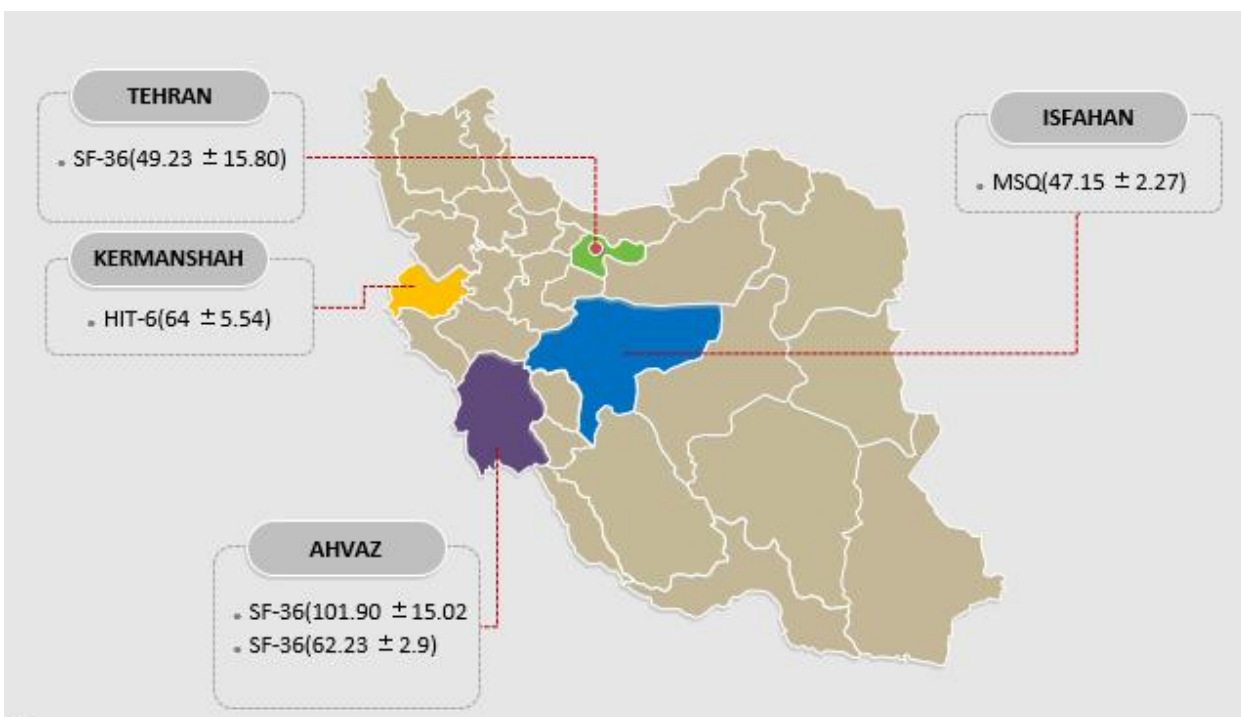 TEHRAN
• SF-36(49.23 ± 15.80)
KERMANSHAH
• HIT-6(64 ± 5.54)
AHVAZ
• SF-36(101.90 ± 15.02
• SF-36(62.23 ± 2.9)
ISFAHAN
• MSQ(47.15 ± 2.27)